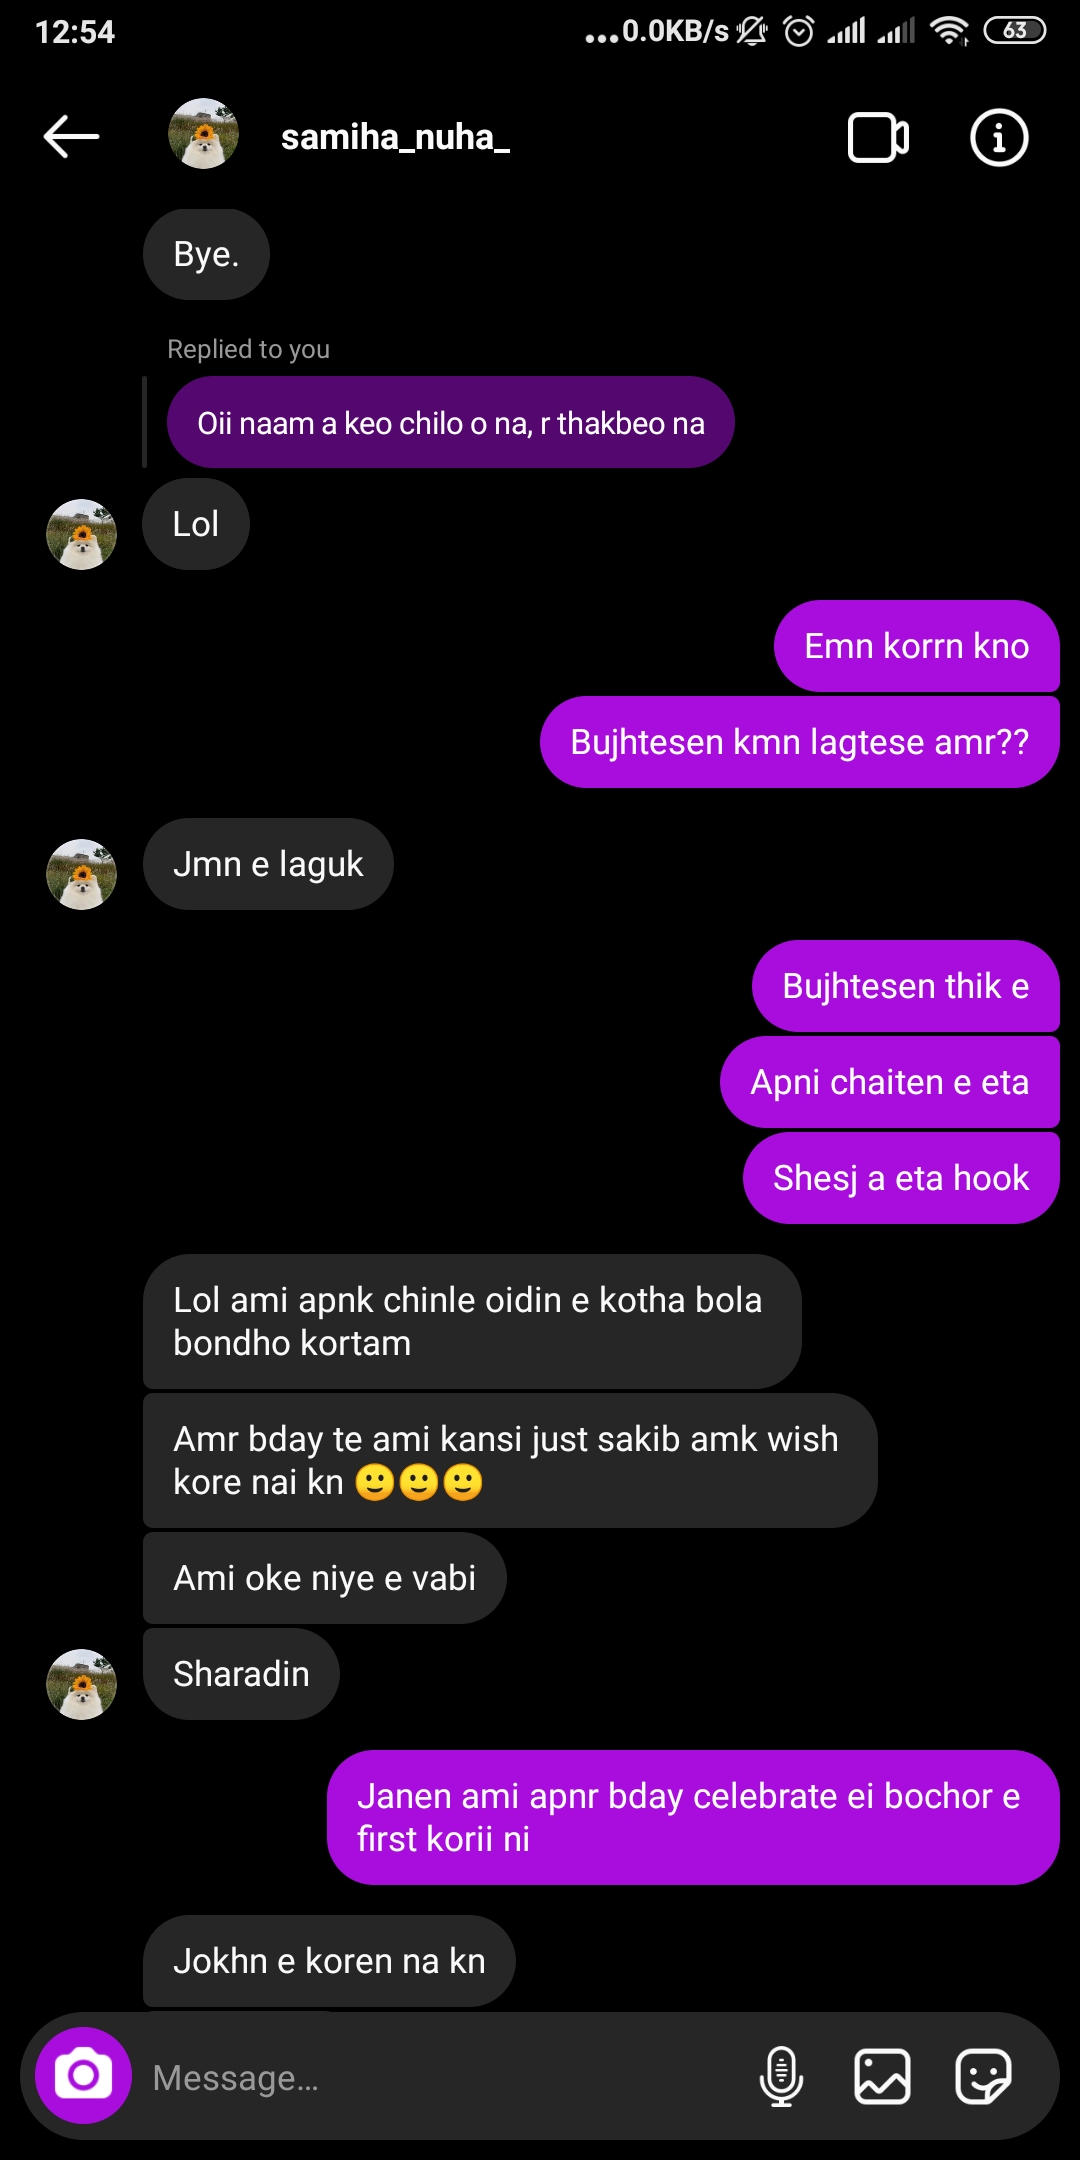 12:54
...0.0KB/s
63
samiha_nuha_
Bye.
Replied to you
Oii naam a keo chilo o na, r thakbeo na
Lol
Emn korrn kno
Bujhtesen kmn lagtese amr??
Jmn e laguk
Bujhtesen thik e
Apni chaiten e eta
Shesj a eta hook
Lol ami apnk chinle oidin e kotha bola
bondho kortam
Amr bday te ami kansi just sakib amk wish
kore nai kn 🙂🙂🙂
Ami oke niye e vabi
Sharadin
Janen ami apnr bday celebrate ei bochor e
first korii ni
Jokhn e koren na kn
Message...